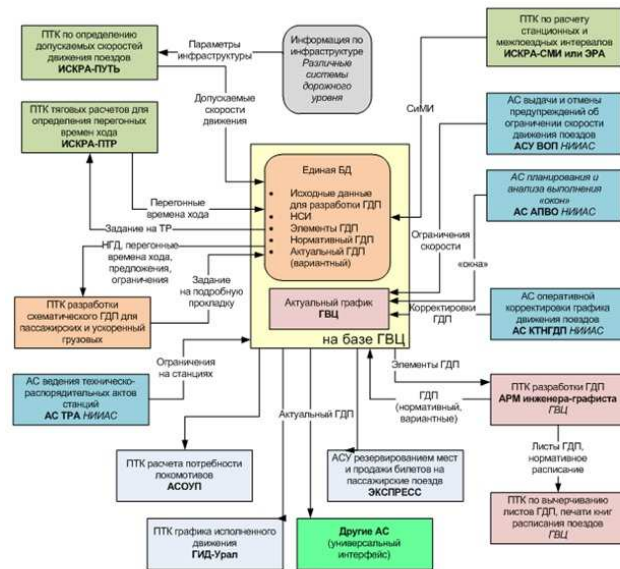 ПТК по определению
допускаемых скоростей
движения поездов
ИСКРА-ПУТЬ
Параметры
инфраструктуры
Информация по
инфраструктуре
Различные
системы
дорожного
уровня
ПТК по расчету
станционных и
межпоездных интервалов
ИСКРА-СМИ или ЭРА
Допускаемые
скорости
движения
СиМИ
ПТК тяговых расчетов для
определения перегонных
времен хода
ИСКРА-ПТР
АС выдачи и отмены
предупреждений об
ограничении скорости
движения поездов
АСУ ВОП НИИАС
Единая БД
• Исходные данные
для разработки ГДП
• НСИ
• Элементы ГДП
• Нормативный ГДП
• Актуальный ГДП
(вариантный)
Перегонные
времена хода
Задание на ТР
НГД, перегонные
времена хода,
предложения,
ограничения
Задание
на подробную
прокладку
АС планирования и
анализа выполнения
«окон»
АС АПВО НИИАС
Ограничения
скорости
«окна»
ПТК разработки
схематического ГДП для
пассажирских и ускоренный
грузовых
Актуальный график
ГВЦ
на базе ГВЦ
Корректировки
ГДП
АС оперативной
корректировки графика
движения поездов
АС КТНГДП НИИАС
Ограничения
на станциях
АС ведения техническо-
распорядительных актов
станций
АС ТРА НИИАС
Элементы ГДП
Актуальный ГДП
ГДП
(нормативный,
вариантные)
ПТК разработки ГДП
АРМ инженера-графиста
ГВЦ
ПТК расчета потребности
локомотивов
АСОУП
АСУ резервированием мест
и продажи билетов на
пассажирские поездв
ЭКСПРЕСС
Листы ГДП,
нормативное
расписание
ПТК графика исполненного
движения
ГИД-Урал
Другие АС
(универсальный
интерфейс)
ПТК по вычерчиванию
листов ГДП, печати книг
расписания поездов
ГВЦ